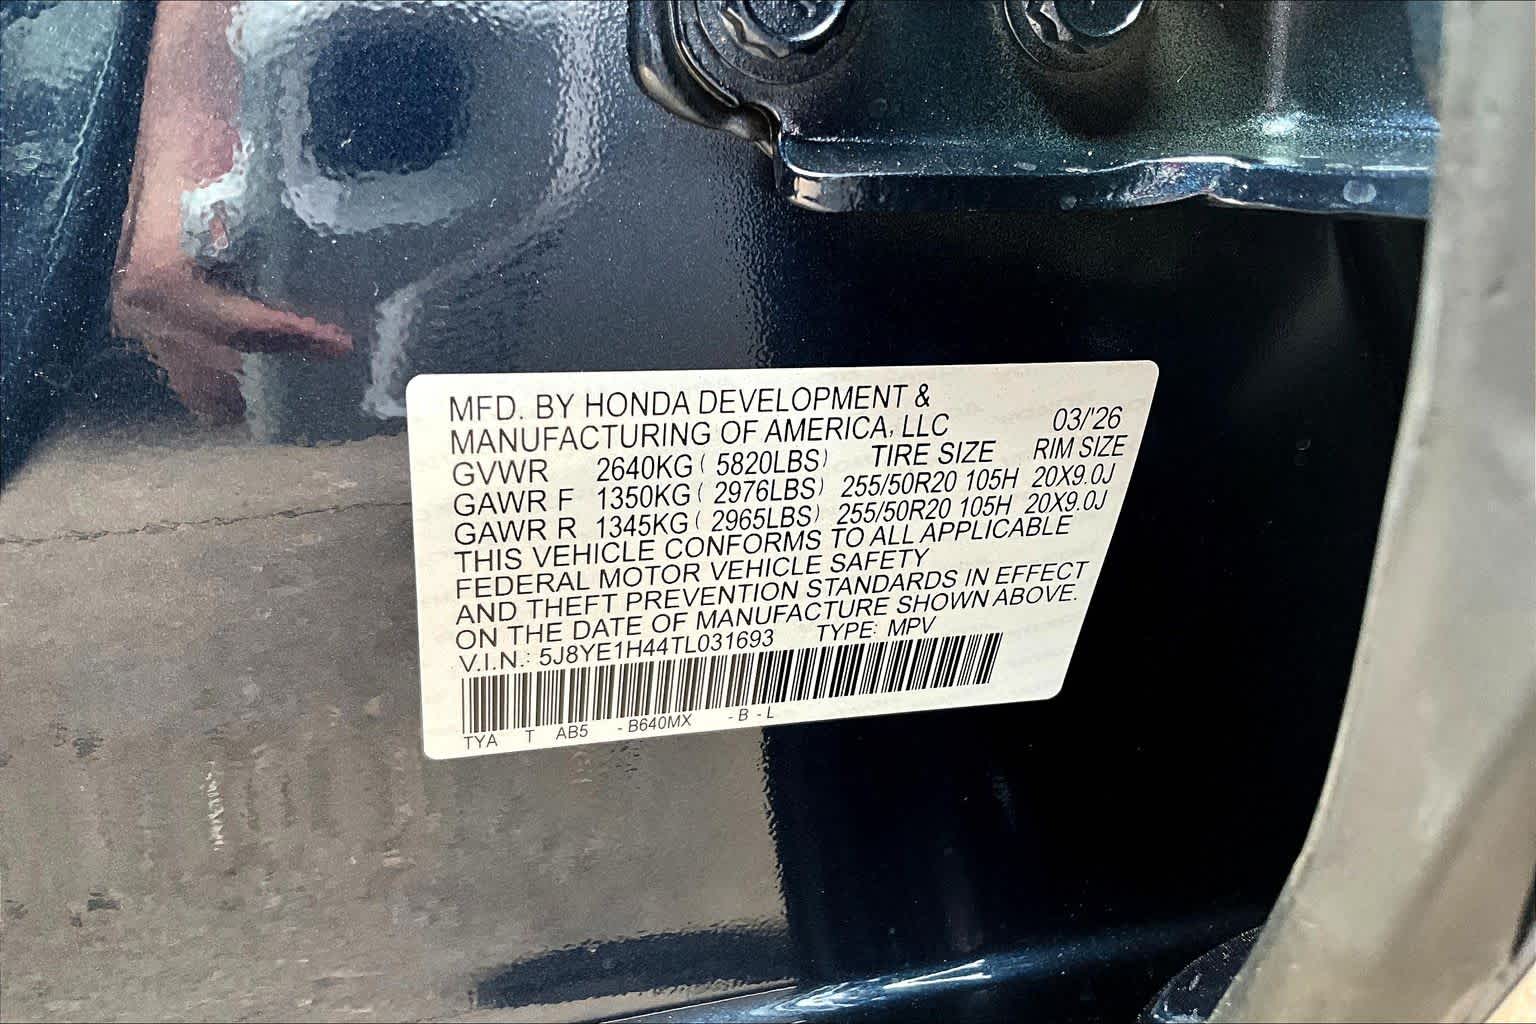 MFD. BY HONDA DEVELOPMENT &
MANUFACTURING OF AMERICA, LLC 03/'26
GVWR 2640KG ( 5820LBS) TIRE SIZE RIM SIZE
GAWR F 1350KG ( 2976LBS) 255/50R20 105H 20X9.0J
GAWR R 1345KG ( 2965LBS) 255/50R20 105H 20X9.0J
THIS VEHICLE CONFORMS TO ALL APPLICABLE
FEDERAL MOTOR VEHICLE SAFETY
AND THEFT PREVENTION STANDARDS IN EFFECT
ON THE DATE OF MANUFACTURE SHOWN ABOVE.
V.I.N.: 5J8YE1H44TL031693 TYPE: MPV
TYA T AB5 -B640MX -B -L